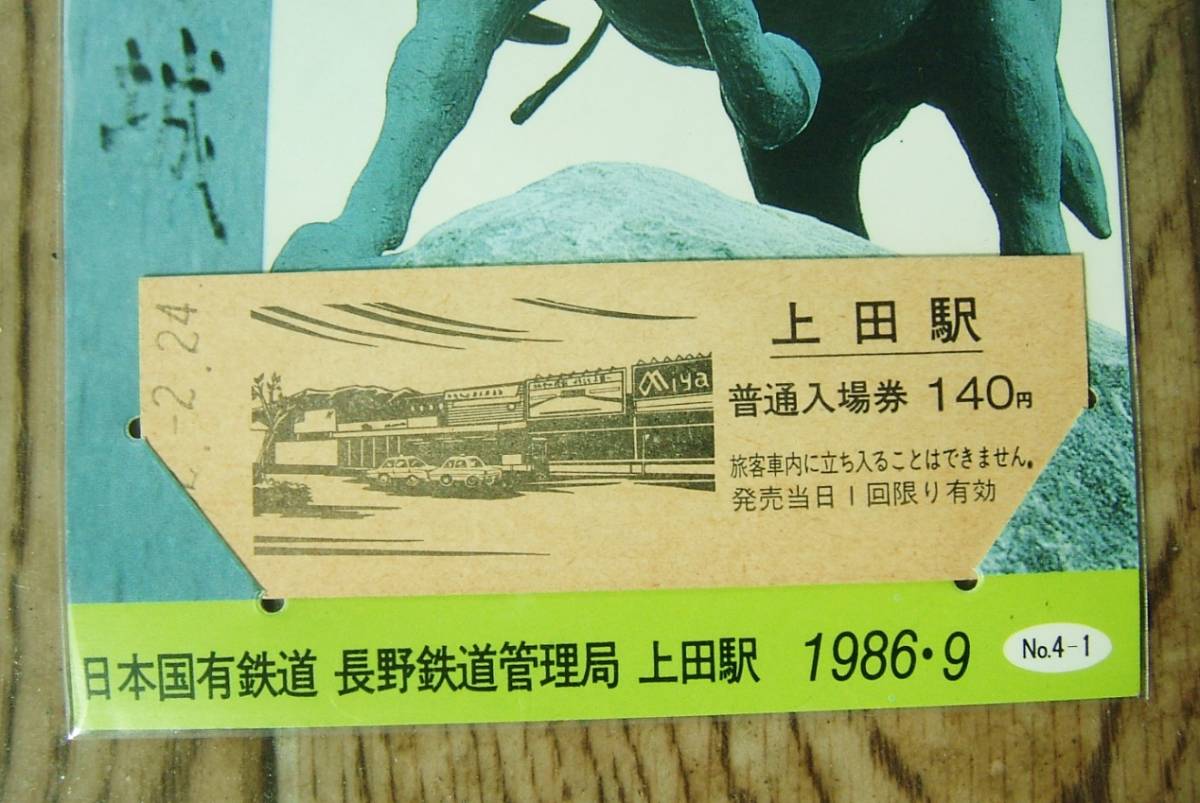 城
-2.24
Miya
上田駅
普通入場券 140円
旅客車内に立ち入ることはできません。
発売当日1回限り有効
日本国有鉄道 長野鉄道管理局 上田駅 1986・9 No.4-1